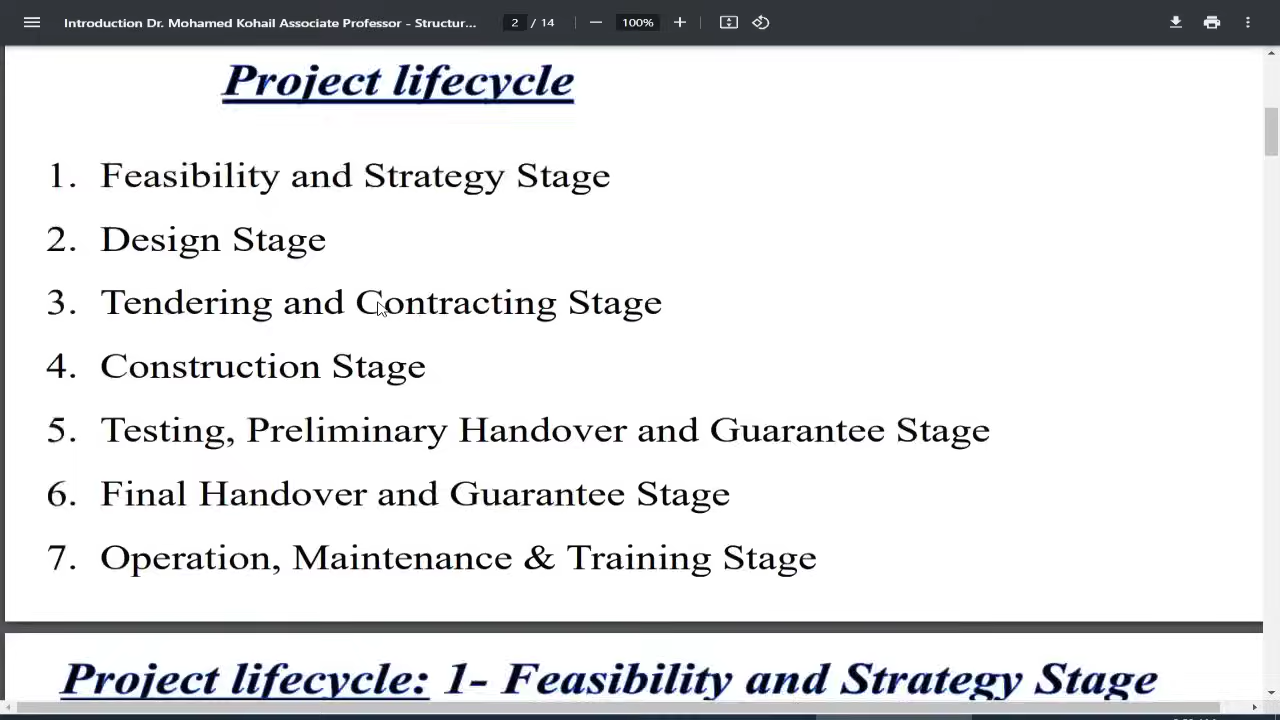 Introduction Dr. Mohamed Kohail Associate Professor - Structur... 2 / 14 100%
Project lifecycle
1. Feasibility and Strategy Stage
2. Design Stage
3. Tendering and Contracting Stage
4. Construction Stage
5. Testing, Preliminary Handover and Guarantee Stage
6. Final Handover and Guarantee Stage
7. Operation, Maintenance & Training Stage
Project lifecycle: 1- Feasibility and Strategy Stage